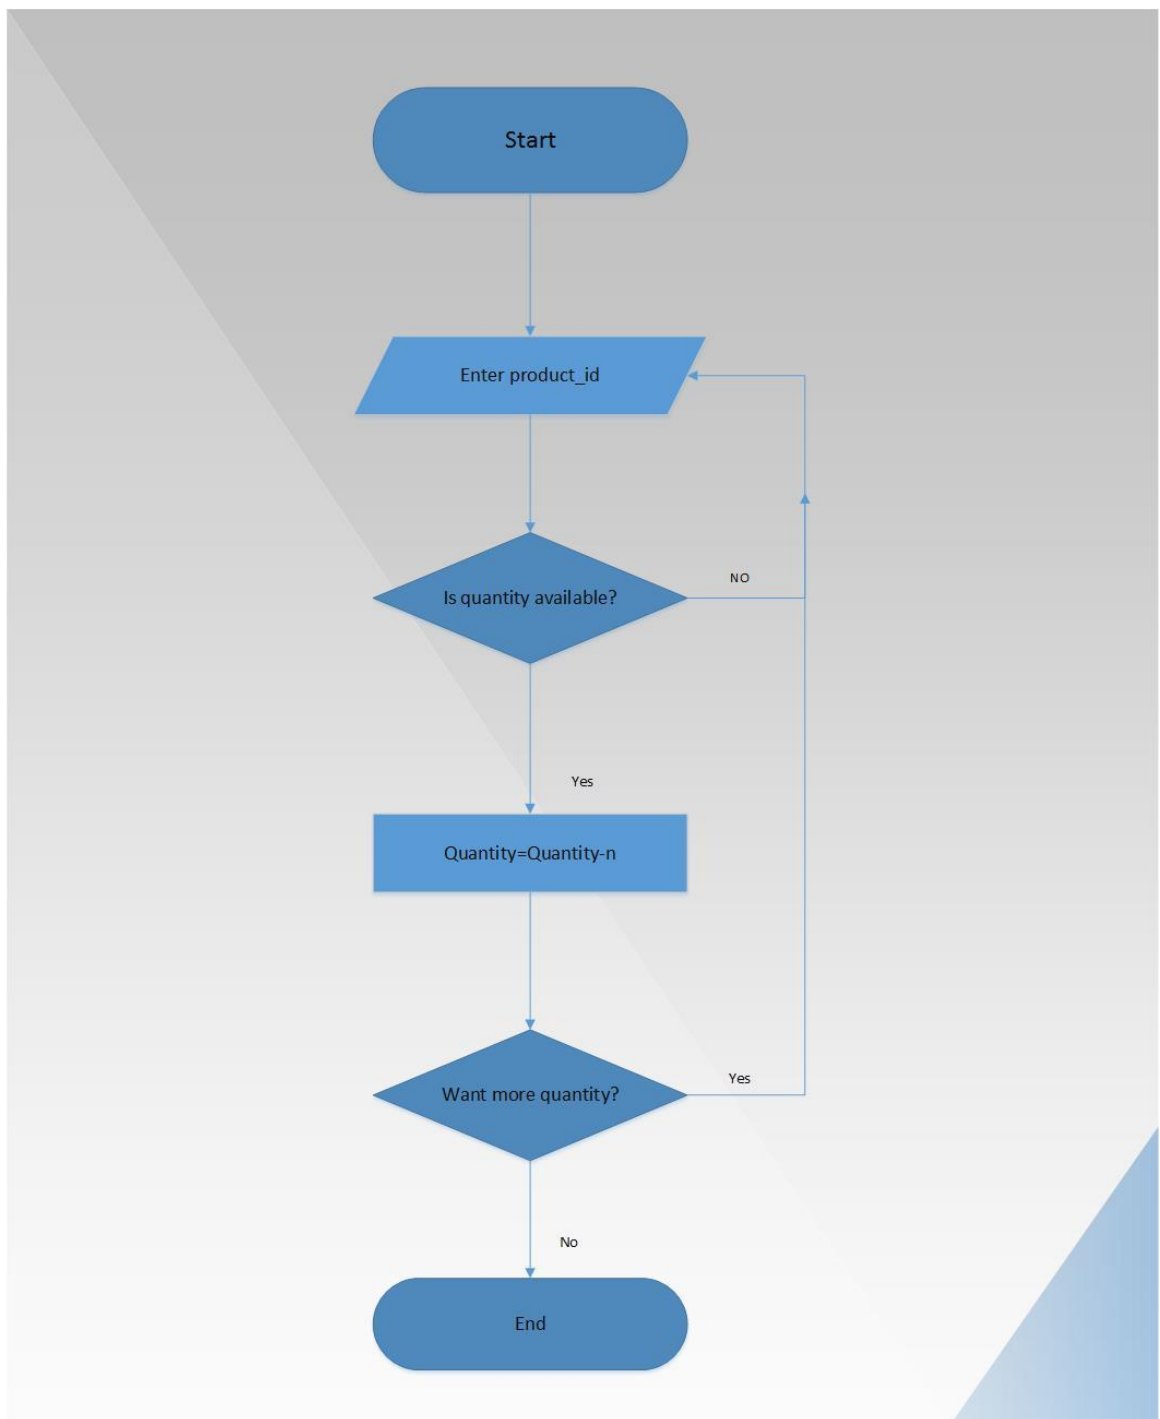 Start
Enter product_id
Is quantity available?
NO
Yes
Quantity=Quantity-n
Want more quantity?
Yes
No
End